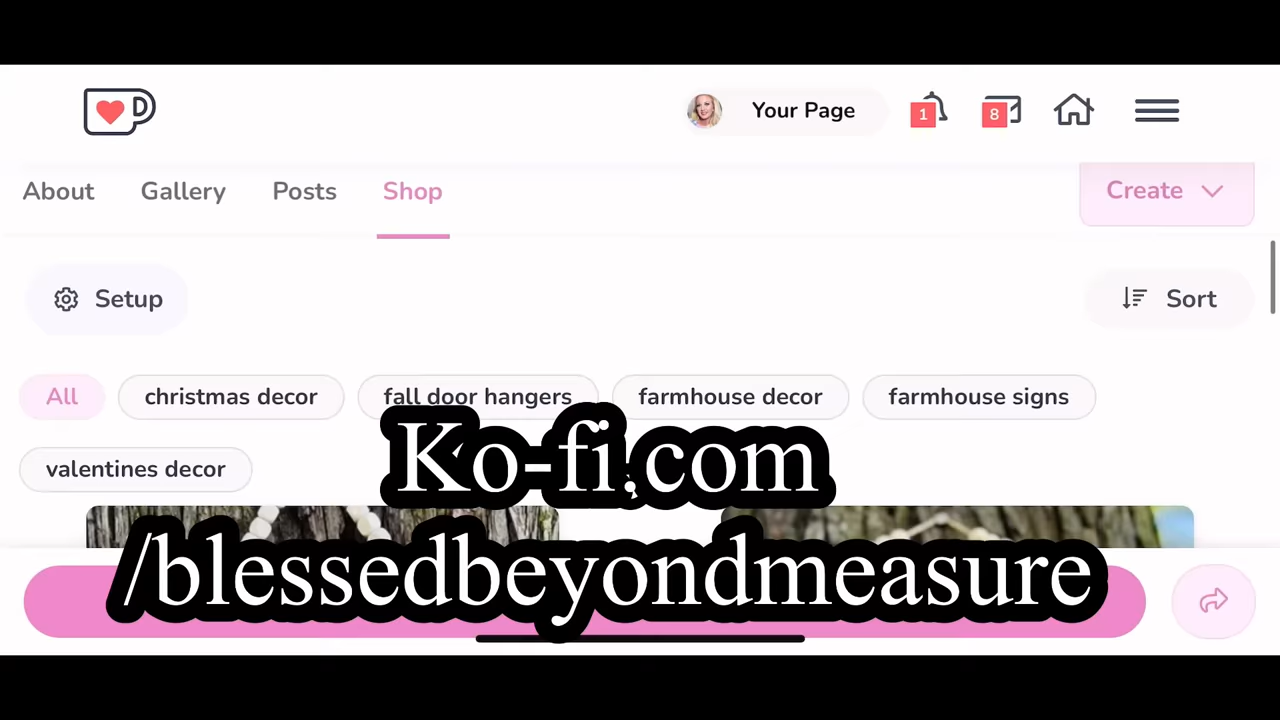 Your Page
1
8
About Gallery Posts Shop
Create
Setup
Sort
All christmas decor fall door hangers farmhouse decor farmhouse signs
valentines decor
Ko-fi.com
/blessedbeyondmeasure